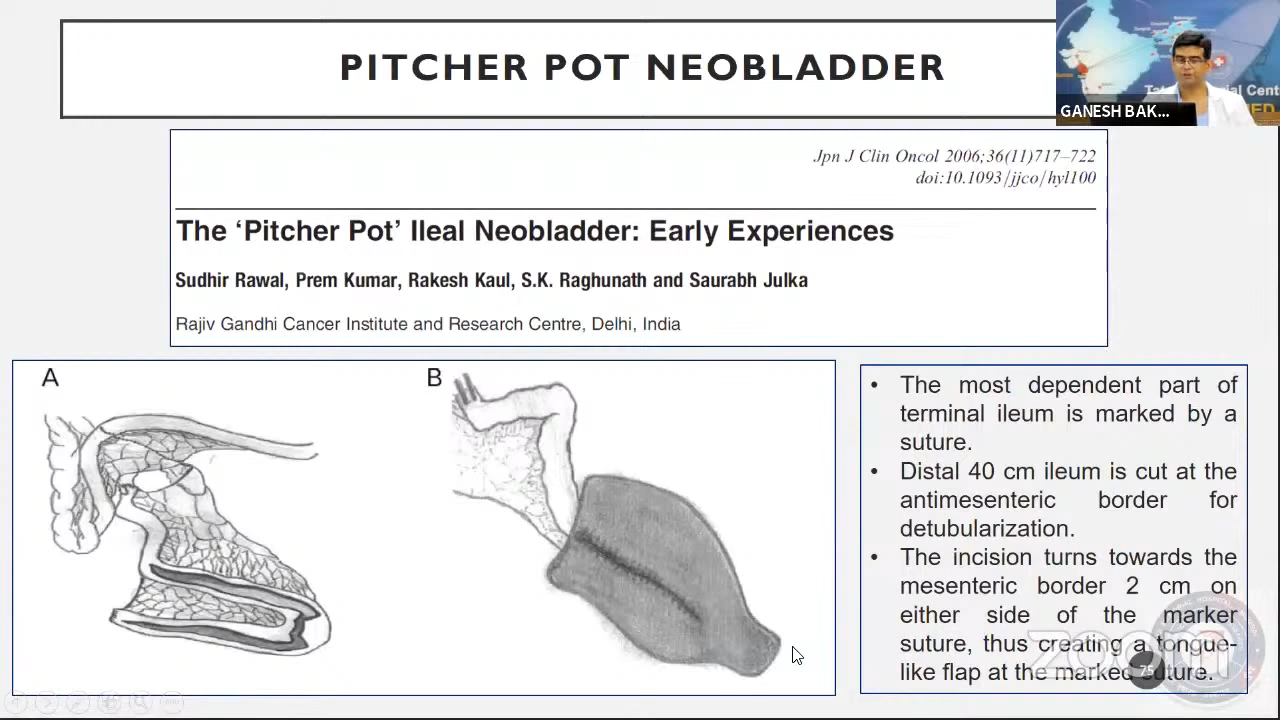 PITCHER POT NEOBLADDER
GANESH BAK...
Jpn J Clin Oncol 2006;36(11)717–722
doi:10.1093/jjco/hyl100
The ‘Pitcher Pot’ Ileal Neobladder: Early Experiences
Sudhir Rawal, Prem Kumar, Rakesh Kaul, S.K. Raghunath and Saurabh Julka
Rajiv Gandhi Cancer Institute and Research Centre, Delhi, India
A
B
• The most dependent part of
terminal ileum is marked by a
suture.
• Distal 40 cm ileum is cut at the
antimesenteric border for
detubularization.
• The incision turns towards the
mesenteric border 2 cm on
either side of the marker
suture, thus creating a tongue-
like flap at the marked suture.
zoom
75